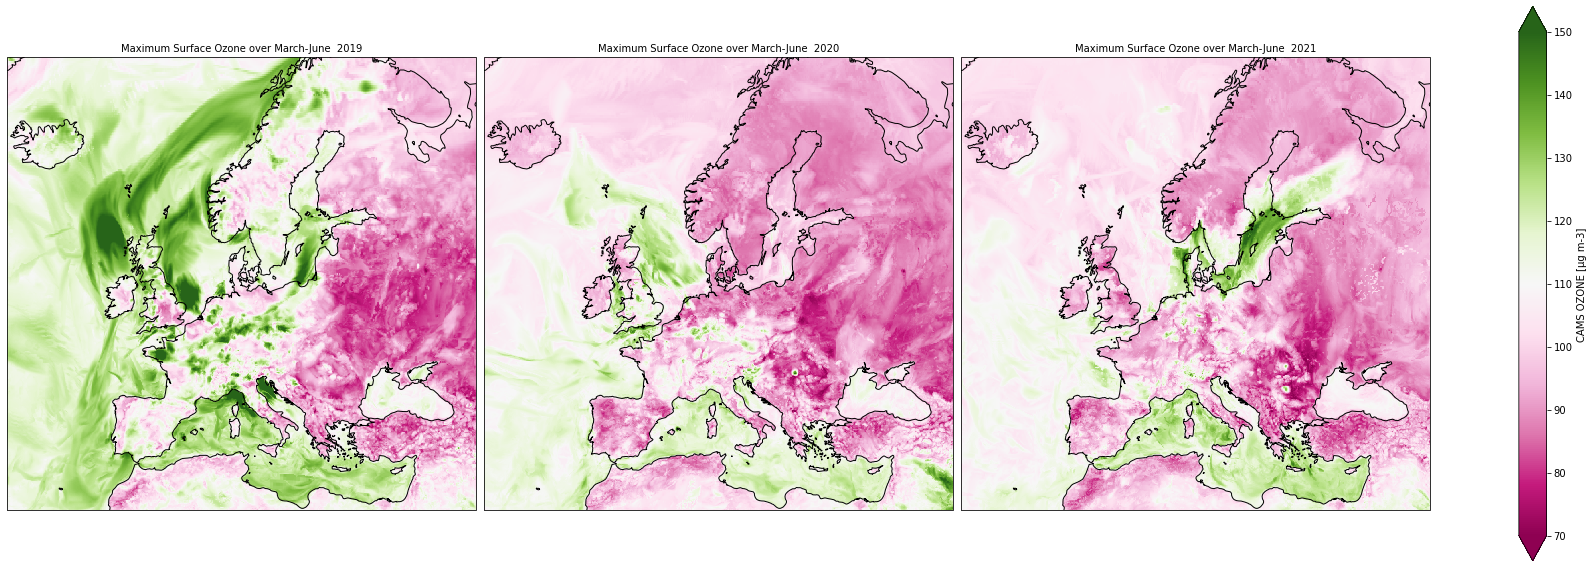 Maximum Surface Ozone over March-June  2019
Maximum Surface Ozone over March-June  2020
Maximum Surface Ozone over March-June  2021
150
140
130
120
110
100
90
80
70
CAMS OZONE [µg m-3]